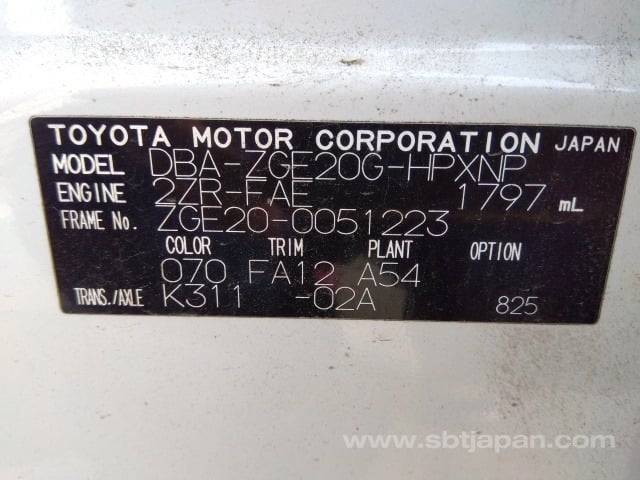 TOYOTA MOTOR CORPORATION JAPAN
MODEL DBA-ZGE20G-HPXNP
ENGINE 2ZR-FAE 1797 mL
FRAME No. ZGE20-0051223
COLOR TRIM PLANT OPTION
070 FA12 A54
TRANS./AXLE K311 -02A 825
www.sbtjapan.com